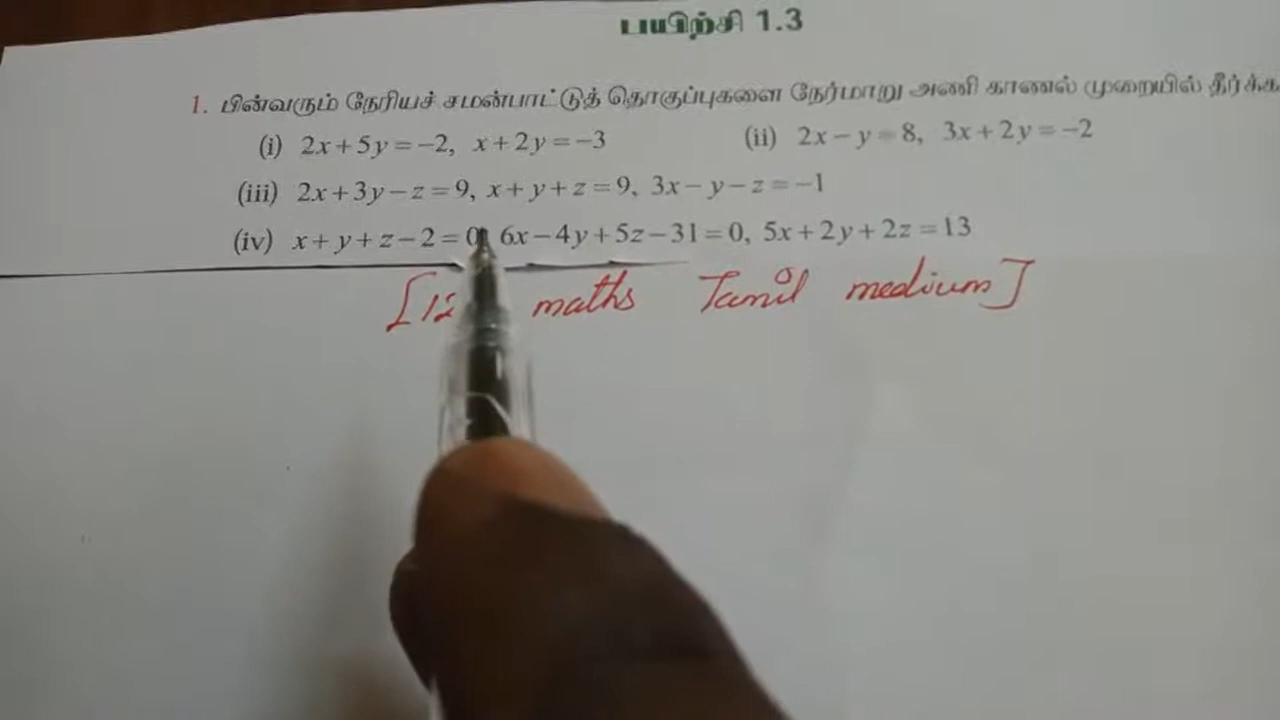 பயிற்சி 1.3
1. பின்வரும் நேரியச் சமன்பாட்டுத் தொகுப்புகளை நேர்மாறு அணி காணல் முறையில் தீர்க்க
(i) 2x+5y=−2, x+2y=−3 (ii) 2x−y=8, 3x+2y=−2
(iii) 2x+3y−z=9, x+y+z=9, 3x−y−z=−1
(iv) x+y+z−2=0, 6x−4y+5z−31=0, 5x+2y+2z=13
[12 maths Tamil medium]